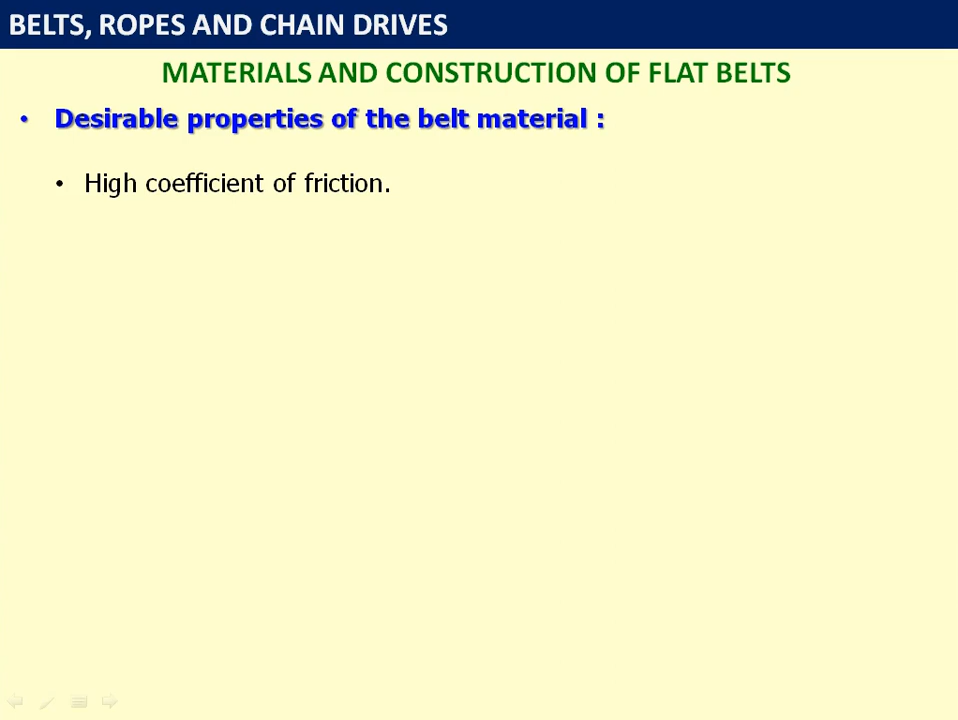 BELTS, ROPES AND CHAIN DRIVES
MATERIALS AND CONSTRUCTION OF FLAT BELTS
• Desirable properties of the belt material :
• High coefficient of friction.